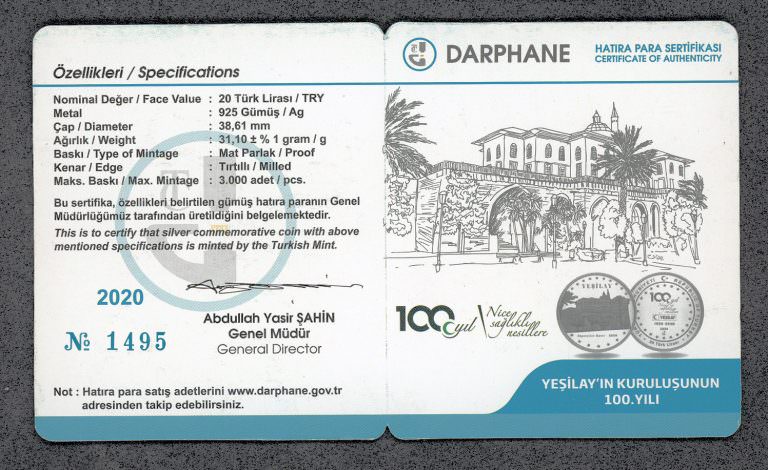 Özellikleri / Specifications
Nominal Değer / Face Value : 20 Türk Lirası / TRY
Metal : 925 Gümüş / Ag
Çap / Diameter : 38,61 mm
Ağırlık / Weight : 31,10 ± % 1 gram / g
Baskı / Type of Mintage : Mat Parlak / Proof
Kenar / Edge : Tırtıllı / Milled
Maks. Baskı / Max. Mintage : 3.000 adet / pcs.
Bu sertifika, özellikleri belirtilen gümüş hatıra paranın Genel
Müdürlüğümüz tarafından üretildiğini belgelemektedir.
This is to certify that silver commemorative coin with above
mentioned specifications is minted by the Turkish Mint.
2020
№ 1495
Abdullah Yasir ŞAHİN
Genel Müdür
General Director
Not : Hatıra para satış adetlerini www.darphane.gov.tr
adresinden takip edebilirsiniz.
DARPHANE
HATIRA PARA SERTİFİKASI
CERTIFICATE OF AUTHENTICITY
100 yıl
Nice
sağlıklı
nesillere
YEŞİLAY
100
YEŞİLAY'IN KURULUŞUNUN
100.YILI